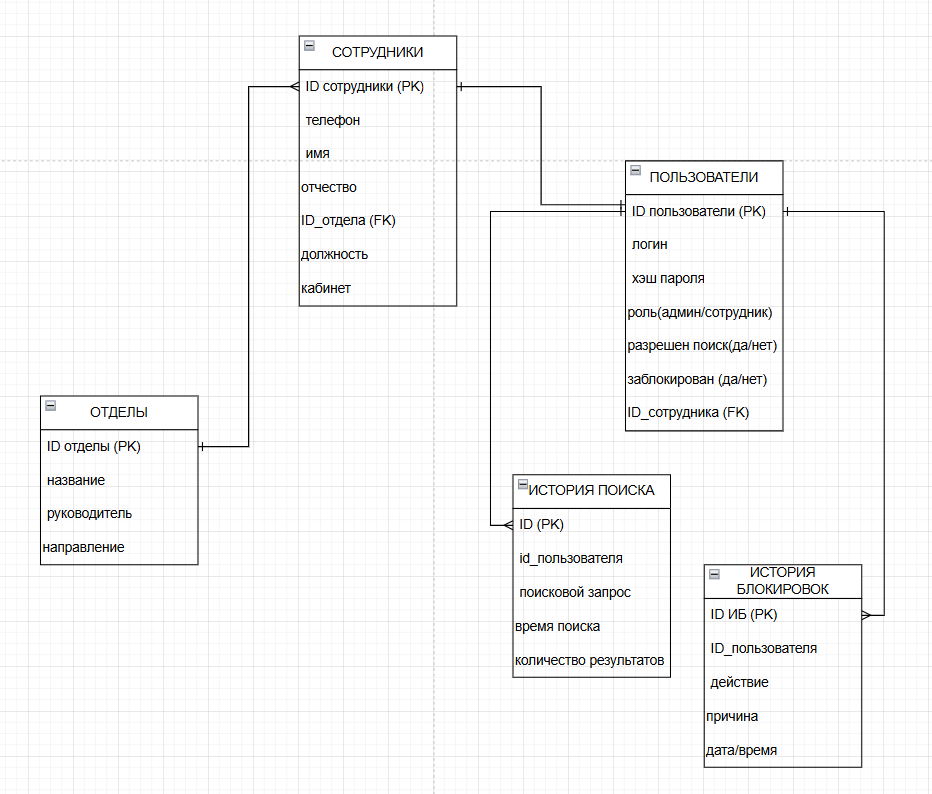 СОТРУДНИКИ
ID сотрудники (PK)
телефон
имя
отчество
ID_отдела (FK)
должность
кабинет
ПОЛЬЗОВАТЕЛИ
ID пользователи (PK)
логин
хэш пароля
роль(админ/сотрудник)
разрешен поиск(да/нет)
заблокирован (да/нет)
ID_сотрудника (FK)
ОТДЕЛЫ
ID отделы (PK)
название
руководитель
направление
ИСТОРИЯ ПОИСКА
ID (PK)
id_пользователя
поисковой запрос
время поиска
количество результатов
ИСТОРИЯ
БЛОКИРОВОК
ID ИБ (PK)
ID_пользователя
действие
причина
дата/время